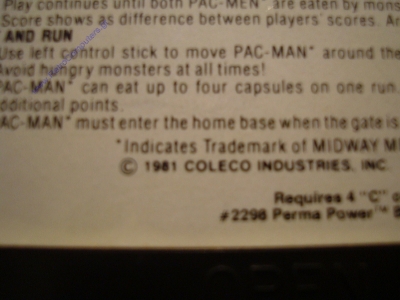 Play continues until both PAC-MEN* are eaten by mons
Score shows as difference between players' scores. Ar
AND RUN
Use left control stick to move PAC-MAN* around the
Avoid hungry monsters at all times!
PAC-MAN* can eat up to four capsules on one run.
additional points.
PAC-MAN* must enter the home base when the gate is
*Indicates Trademark of MIDWAY M
© 1981 COLECO INDUSTRIES, INC.
Requires 4 "C" 
#2298 Perma Power™
OPEN